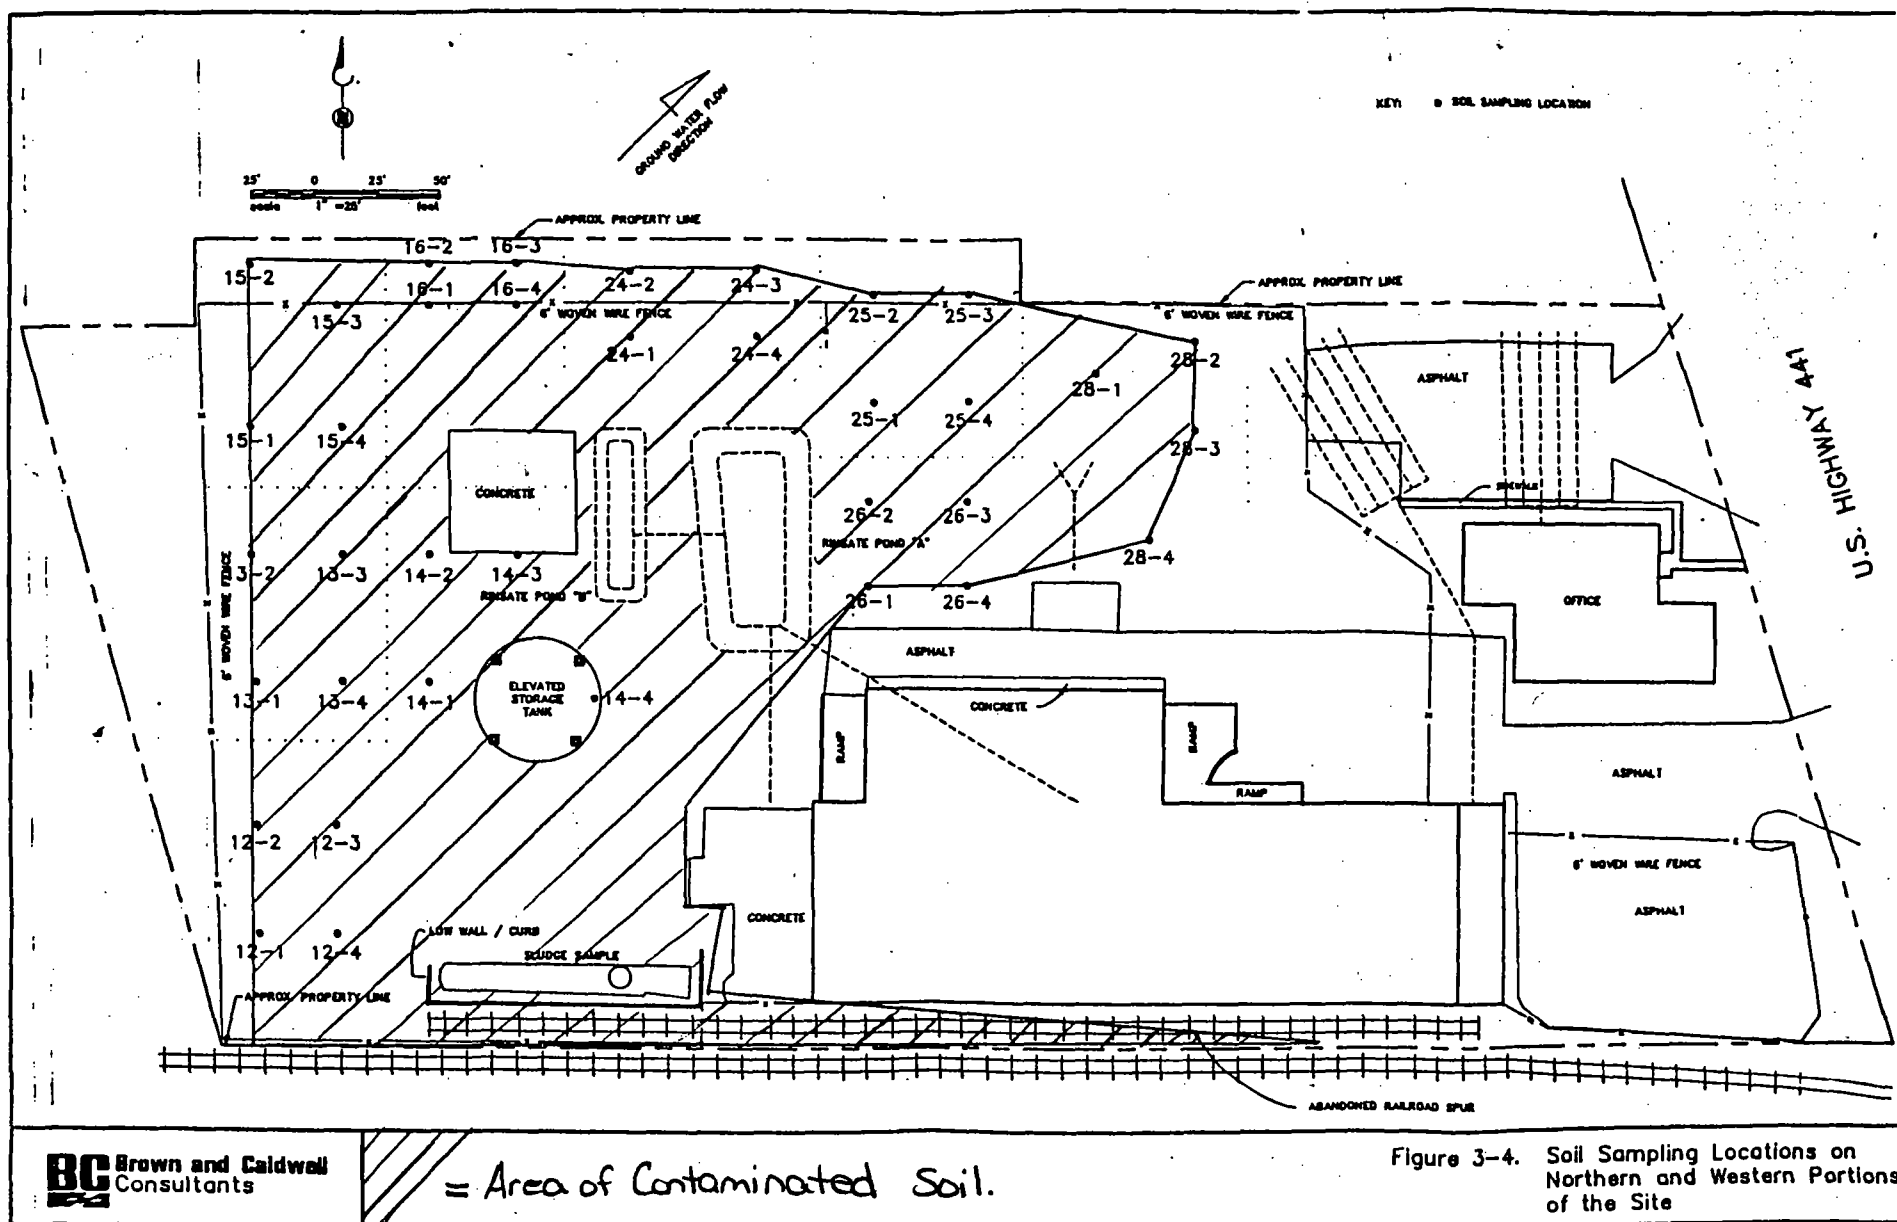 KEY: SOIL SAMPLING LOCATION
GROUND WATER FLOW
DIRECTION
25' 0 25' 50'
scale 1" =25' feet
APPROX. PROPERTY LINE
16-2 16-3
15-2 16-1 16-4 24-2 24-3
APPROX. PROPERTY LINE
15-3 6' WOVEN WIRE FENCE 25-2 25-3 6' WOVEN WIRE FENCE
24-1 24-4 28-2
28-1 ASPHALT
U.S. HIGHWAY 441
15-1 15-4 25-1 25-4 28-3
CONCRETE SIDEWALK
26-2 26-3
RINSATE POND "A"
28-4
6' WOVEN WIRE FENCE
3-2 13-3 14-2 14-3
RINSATE POND "B" 26-1 26-4 OFFICE
ASPHALT
13-1 13-4 14-1 ELEVATED
STORAGE
TANK 14-4
CONCRETE
RAMP RAMP
RAMP ASPHALT
12-2 12-3
6' WOVEN WIRE FENCE
CONCRETE ASPHALT
12-1 12-4 LOW WALL / CURB
SLUDGE SAMPLE
APPROX. PROPERTY LINE
ABANDONED RAILROAD SPUR
BC Brown and Caldwell
Consultants
= Area of Contaminated Soil.
Figure 3-4. Soil Sampling Locations on
Northern and Western Portions
of the Site